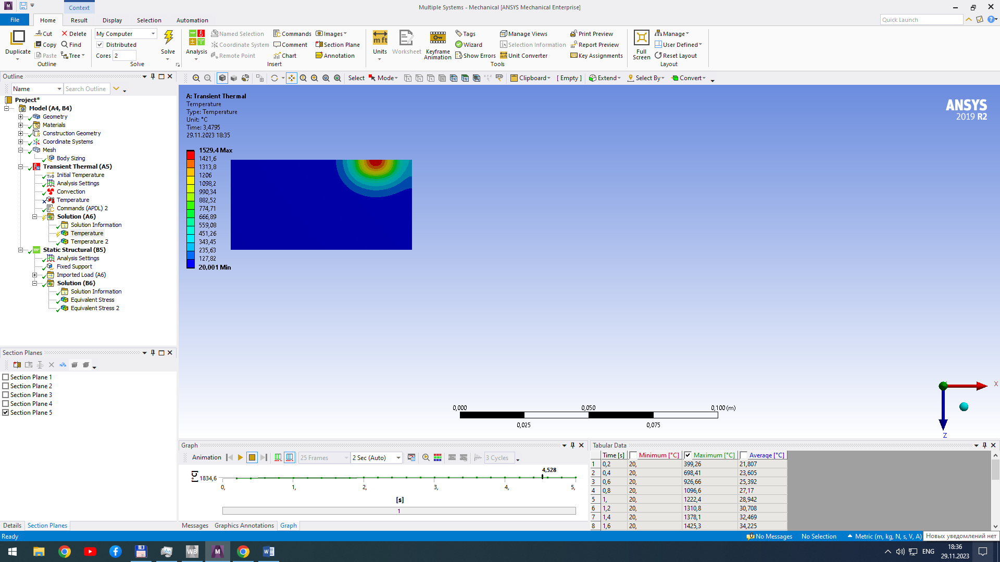 Context
Multiple Systems - Mechanical [ANSYS Mechanical Enterprise]
File
Home
Result
Display
Selection
Automation
Quick Launch
Duplicate
Cut
Copy
Paste
Delete
Find
Tree
Outline
My Computer
Distributed
Cores 2
Solve
Solve
Analysis
Named Selection
Coordinate System
Remote Point
Commands
Comment
Chart
Images
Section Plane
Annotation
Insert
Units
Worksheet
Keyframe
Animation
Tags
Wizard
Show Errors
Manage Views
Selection Information
Unit Converter
Print Preview
Report Preview
Key Assignments
Tools
Full
Screen
Manage
User Defined
Reset Layout
Layout
Outline
Name
Search Outline
Select
Mode
Clipboard
[ Empty ]
Extend
Select By
Convert
Project*
Model (A4, B4)
Geometry
Materials
Construction Geometry
Coordinate Systems
Mesh
Body Sizing
Transient Thermal (A5)
Initial Temperature
Analysis Settings
Convection
Temperature
Commands (APDL) 2
Solution (A6)
Solution Information
Temperature
Temperature 2
Static Structural (B5)
Analysis Settings
Fixed Support
Imported Load (A6)
Solution (B6)
Solution Information
Equivalent Stress
Equivalent Stress 2
A: Transient Thermal
Temperature
Type: Temperature
Unit: °C
Time: 3,4795
29.11.2023 18:35
1529,4 Max
1421,6
1313,8
1206
1098,2
990,34
882,52
774,71
666,89
559,08
451,26
343,45
235,63
127,82
20,001 Min
ANSYS
2019 R2
0,000
0,050
0,100 (m)
0,025
0,075
X
Z
Section Planes
Section Plane 1
Section Plane 2
Section Plane 3
Section Plane 4
Section Plane 5
Details
Section Planes
Graph
Animation
25 Frames
2 Sec (Auto)
3 Cycles
[°C]
1834,6
4,528
0, 1, 2, 3, 4, 5,
[s]
1
Messages
Graphics Annotations
Graph
Tabular Data
Time [s] Minimum [°C] Maximum [°C] Average [°C]
1 0,2 20, 399,26 21,807
2 0,4 20, 698,41 23,605
3 0,6 20, 926,66 25,392
4 0,8 20, 1096,6 27,17
5 1, 20, 1222,4 28,942
6 1,2 20, 1310,8 30,708
7 1,4 20, 1378,1 32,469
8 1,6 20, 1425,3 34,225
Ready
No Messages
No Selection
Metric (m, kg, N, s, V, A)
Новых уведомлений нет
WB
M
ENG
18:36
29.11.2023